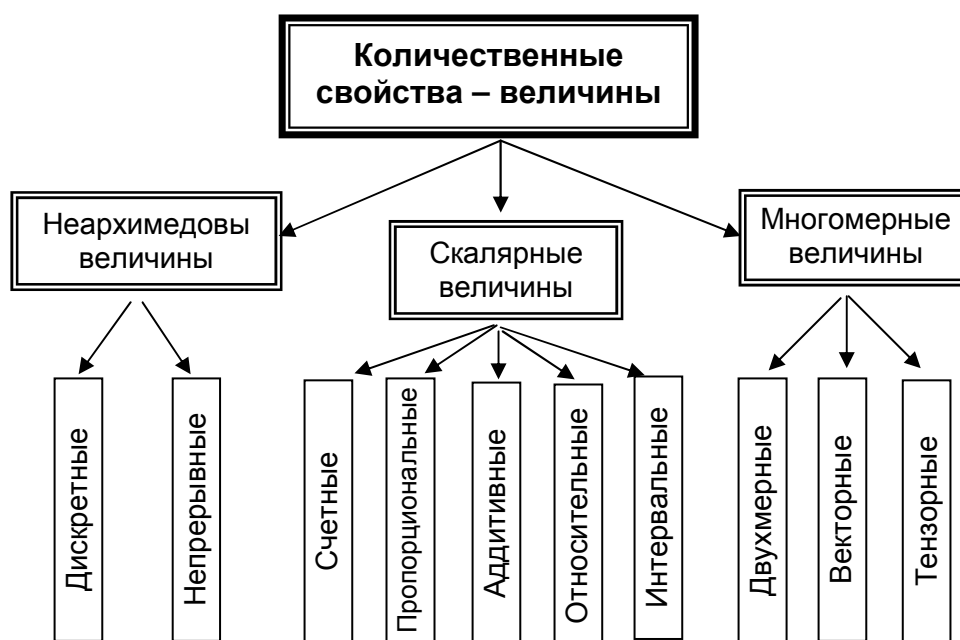 Количественные
свойства – величины
Неархимедовы
величины
Скалярные
величины
Многомерные
величины
Дискретные
Непрерывные
Счетные
Пропорциональные
Аддитивные
Относительные
Интервальные
Двухмерные
Векторные
Тензорные